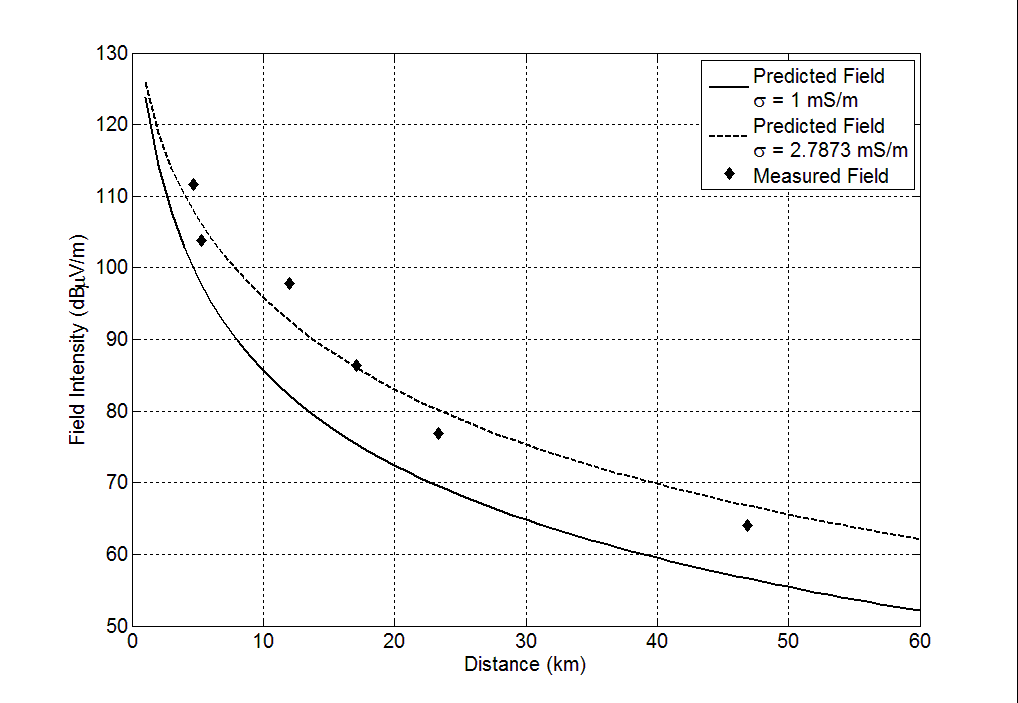 130
120
110
100
90
80
70
60
50
0 10 20 30 40 50 60
Field Intensity (dBμV/m)
Distance (km)
Predicted Field
σ = 1 mS/m
Predicted Field
σ = 2.7873 mS/m
Measured Field